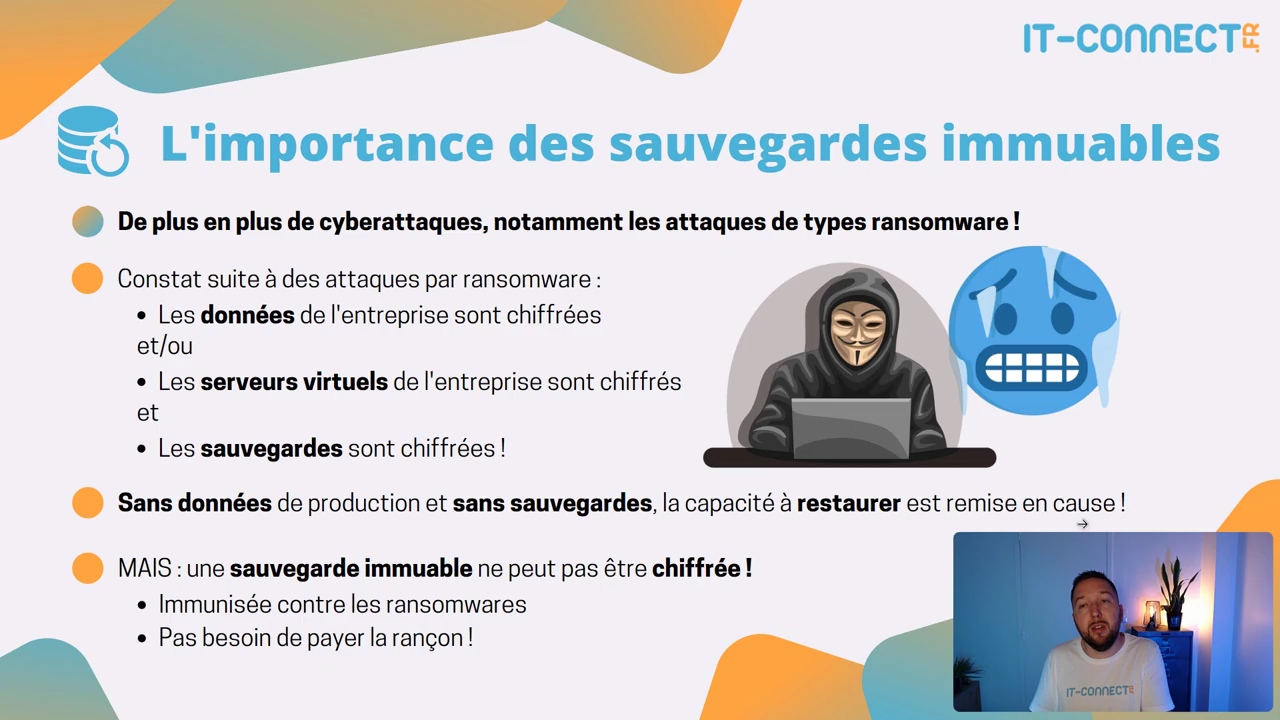 IT-CONNECT.FR
L'importance des sauvegardes immuables
De plus en plus de cyberattaques, notamment les attaques de types ransomware !
Constat suite à des attaques par ransomware :
• Les données de l'entreprise sont chiffrées
et/ou
• Les serveurs virtuels de l'entreprise sont chiffrés
et
• Les sauvegardes sont chiffrées !
Sans données de production et sans sauvegardes, la capacité à restaurer est remise en cause !
MAIS : une sauvegarde immuable ne peut pas être chiffrée !
• Immunisée contre les ransomwares
• Pas besoin de payer la rançon !
IT-CONNECT.FR